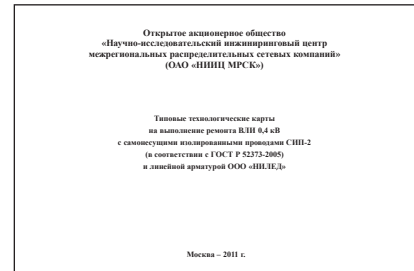 Открытое акционерное общество
«Научно-исследовательский инжиниринговый центр
межрегиональных распределительных сетевых компаний»
(ОАО «НИИЦ МРСК»)
Типовые технологические карты
на выполнение ремонта ВЛИ 0,4 кВ
с самонесущими изолированными проводами СИП-2
(в соответствии с ГОСТ Р 52373-2005)
и линейной арматурой ООО «НИЛЕД»
Москва – 2011 г.